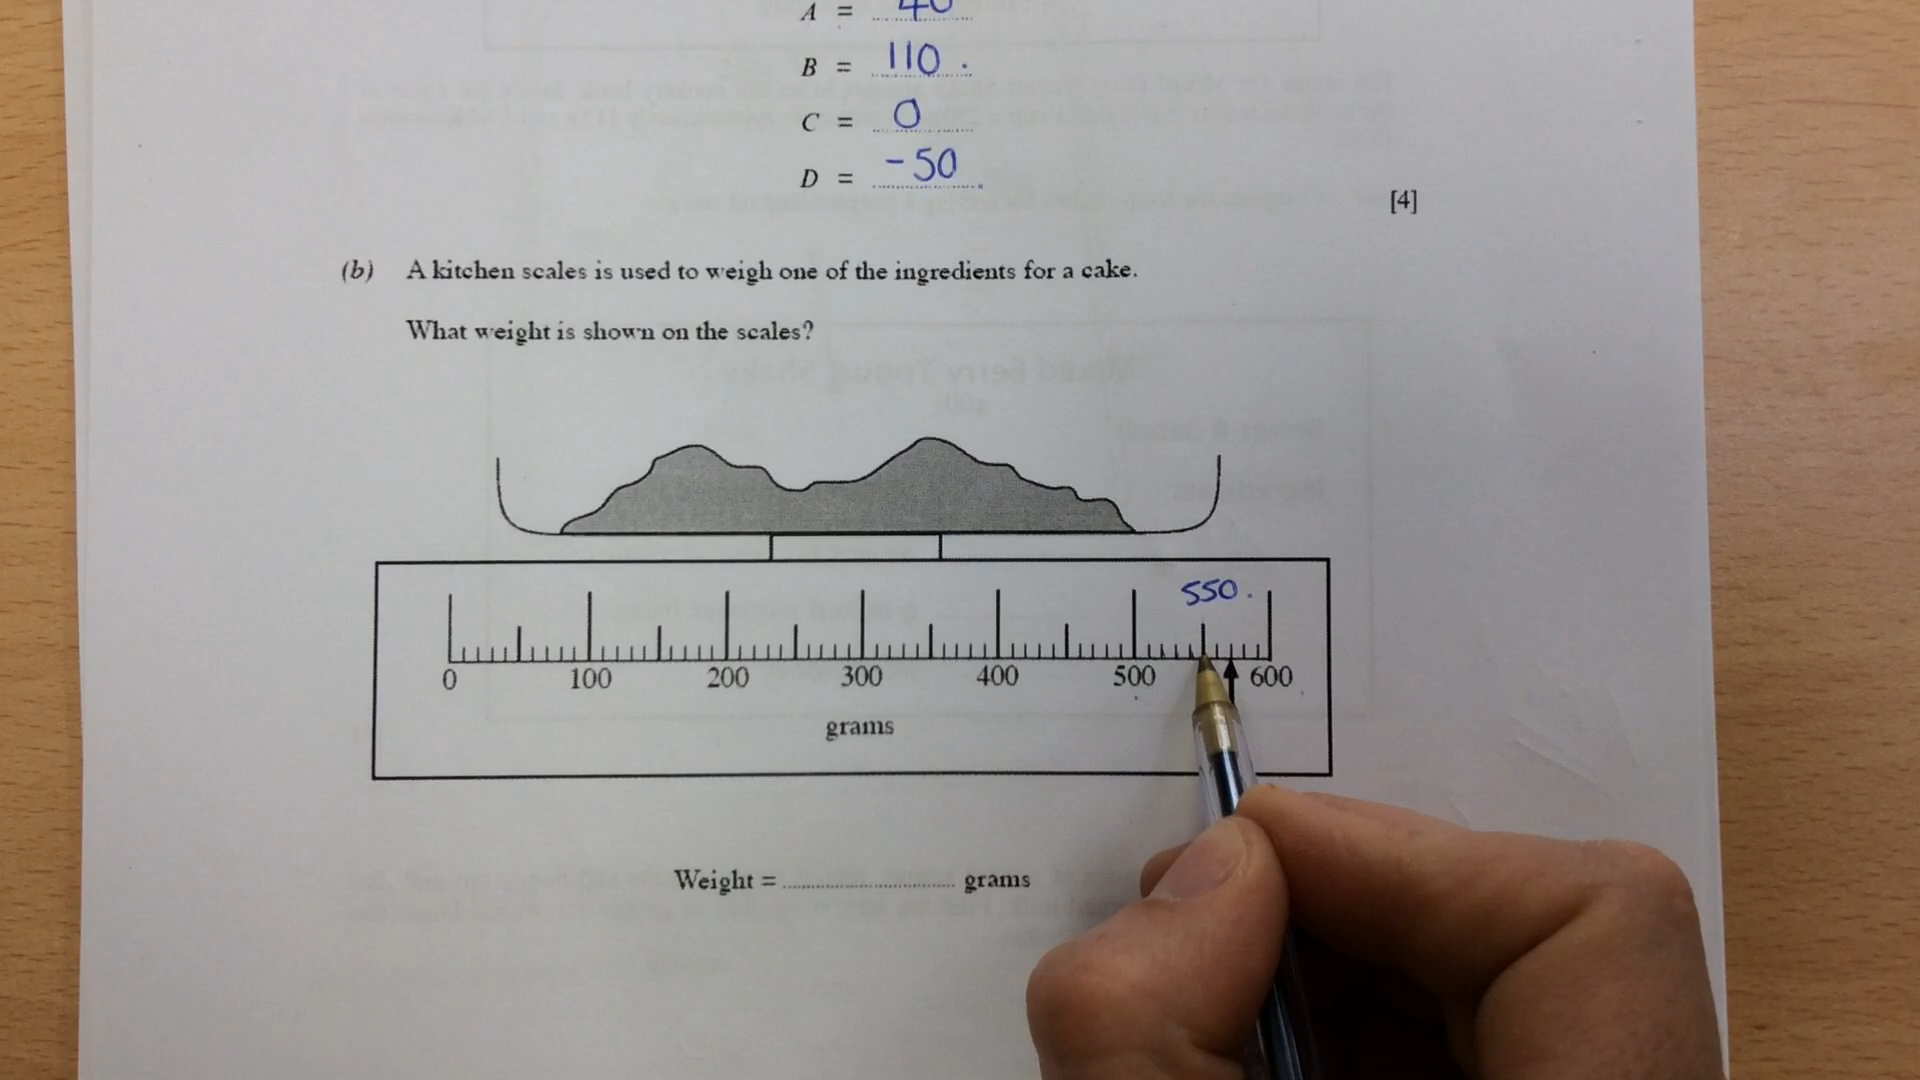 A = 40
B = 110 .
C = 0
D = -50
[4]
(b) A kitchen scales is used to weigh one of the ingredients for a cake.
What weight is shown on the scales?
550 .
0 100 200 300 400 500 600
grams
Weight = ........................ grams